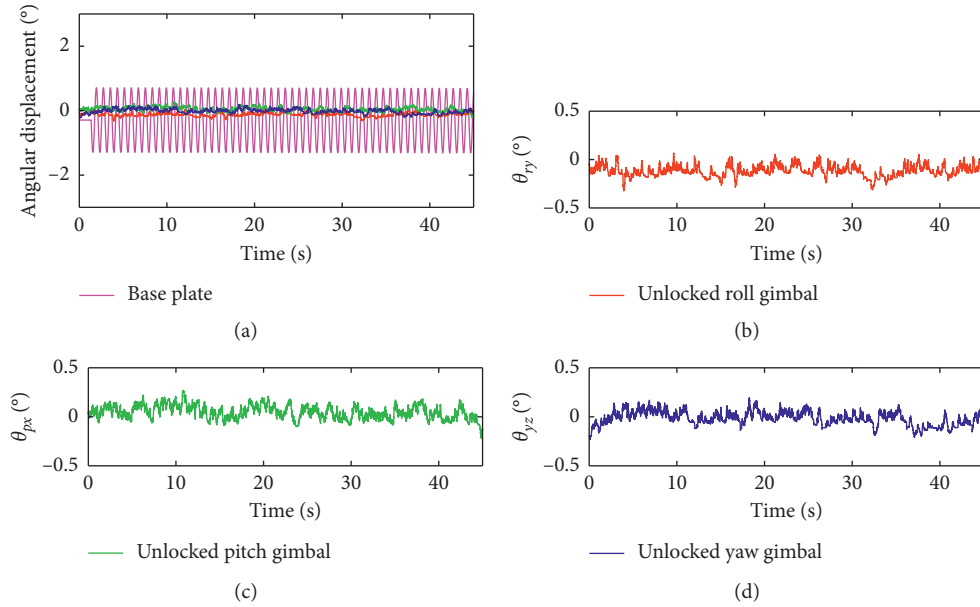 Angular displacement (°)
2
0
−2
0
10
20
30
40
Time (s)
Base plate
(a)
θry (°)
0.5
0
−0.5
0
10
20
30
40
Time (s)
Unlocked roll gimbal
(b)
θpx (°)
0.5
0
−0.5
0
10
20
30
40
Time (s)
Unlocked pitch gimbal
(c)
θyz (°)
0.5
0
−0.5
0
10
20
30
40
Time (s)
Unlocked yaw gimbal
(d)